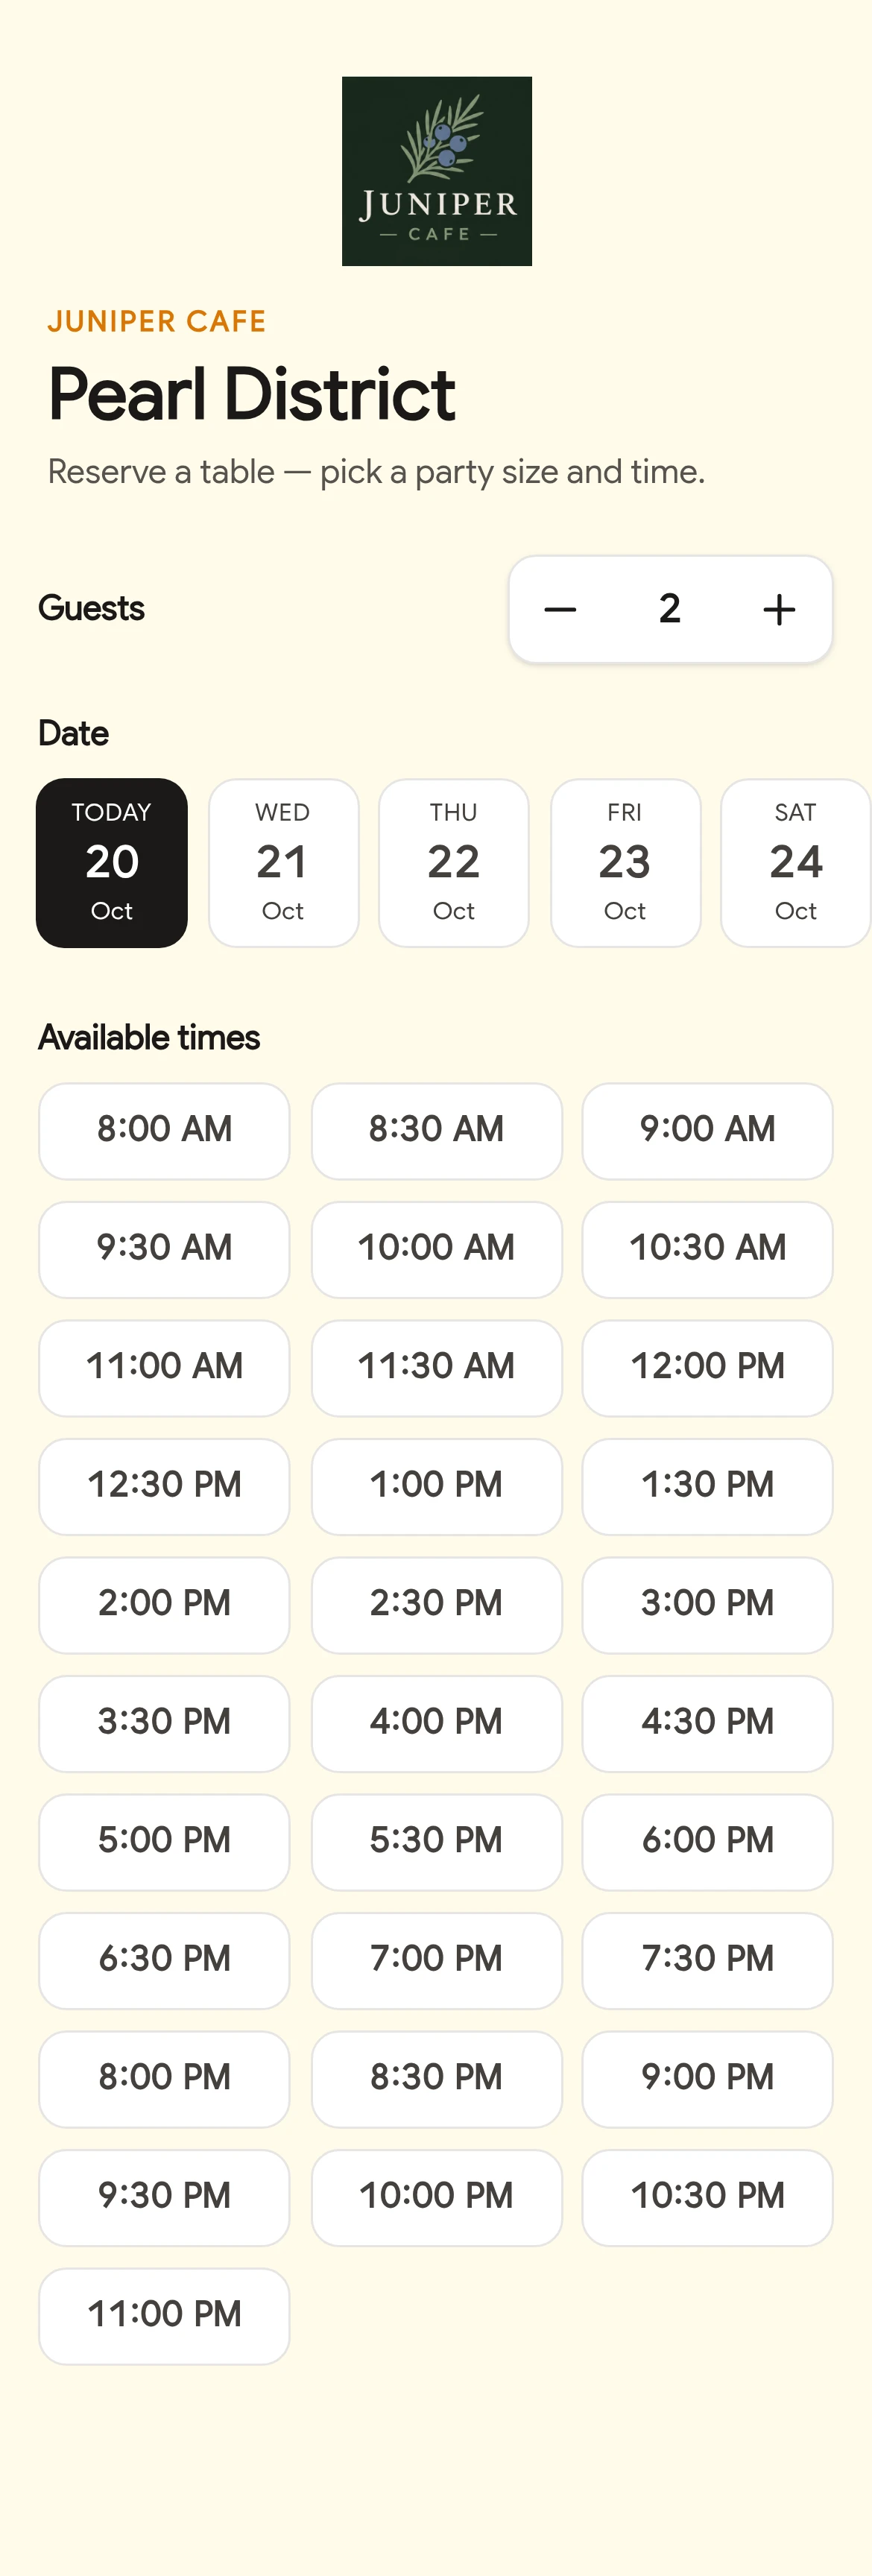 JUNIPER
— CAFE —
JUNIPER CAFE
Pearl District
Reserve a table — pick a party size and time.
Guests − 2 +
Date
TODAY WED THU FRI SAT
20 21 22 23 24
Oct Oct Oct Oct Oct
Available times
8:00 AM 8:30 AM 9:00 AM
9:30 AM 10:00 AM 10:30 AM
11:00 AM 11:30 AM 12:00 PM
12:30 PM 1:00 PM 1:30 PM
2:00 PM 2:30 PM 3:00 PM
3:30 PM 4:00 PM 4:30 PM
5:00 PM 5:30 PM 6:00 PM
6:30 PM 7:00 PM 7:30 PM
8:00 PM 8:30 PM 9:00 PM
9:30 PM 10:00 PM 10:30 PM
11:00 PM